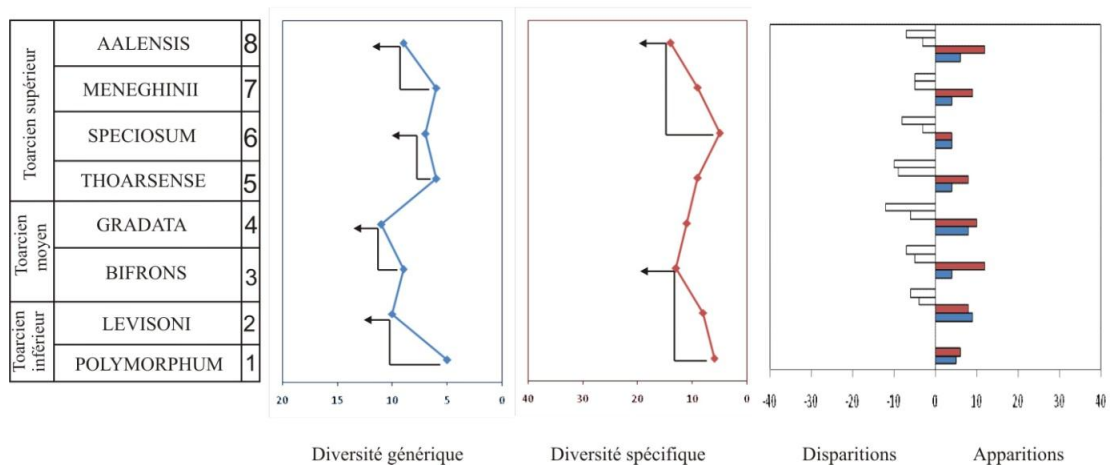 Toarcien supérieur
AALENSIS 8
MENEGHINII 7
SPECIOSUM 6
THOARSENSE 5
Toarcien moyen
GRADATA 4
BIFRONS 3
Toarcien inférieur
LEVISONI 2
POLYMORPHUM 1
20 15 10 5 0
40 30 20 10 0
-40 -30 -20 -10 0 10 20 30 40
Diversité générique
Diversité spécifique
Disparitions Apparitions